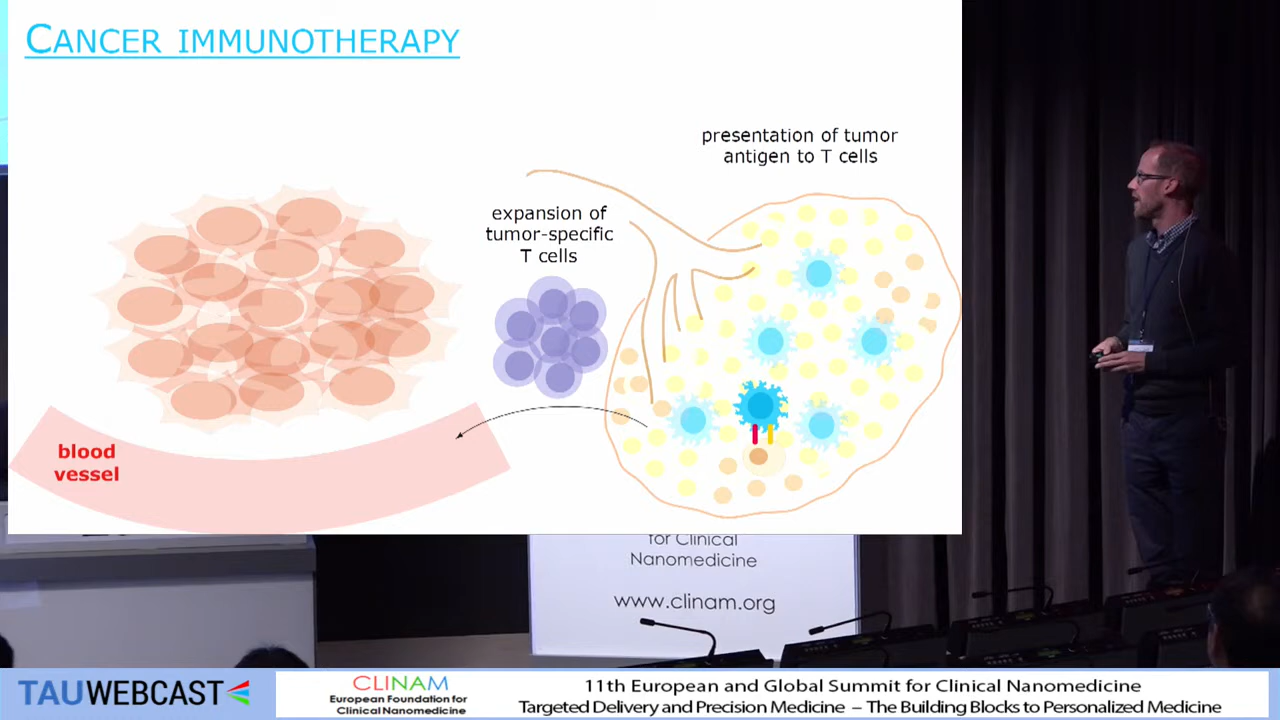 CANCER IMMUNOTHERAPY
presentation of tumor
antigen to T cells
expansion of
tumor-specific
T cells
blood
vessel
for Clinical
Nanomedicine
www.clinam.org
TAUWEBCAST
CLINAM
European Foundation for
Clinical Nanomedicine
11th European and Global Summit for Clinical Nanomedicine
Targeted Delivery and Precision Medicine – The Building Blocks to Personalized Medicine